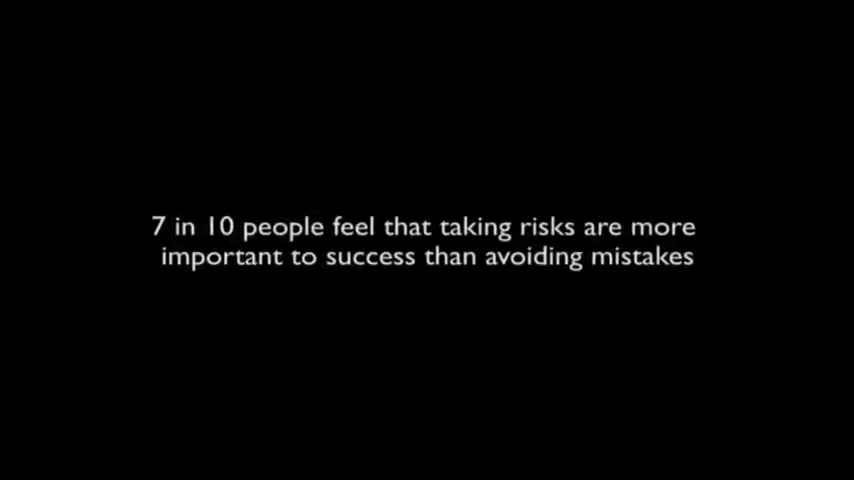 7 in 10 people feel that taking risks are more
important to success than avoiding mistakes